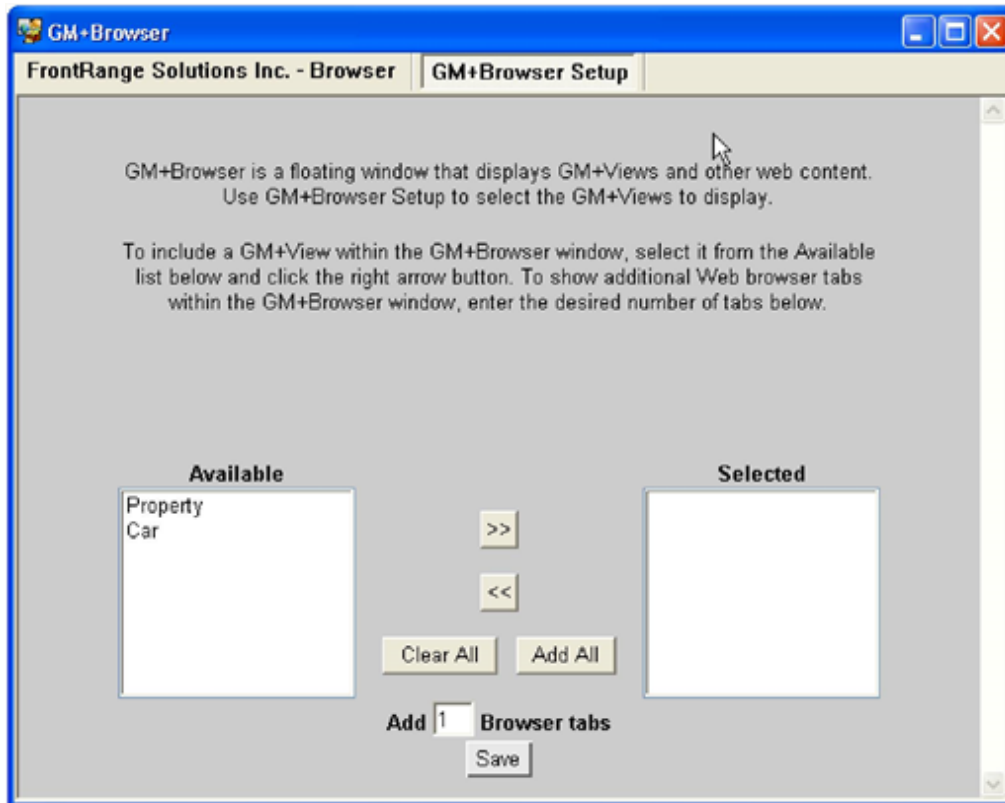 GM+Browser
FrontRange Solutions Inc. - Browser
GM+Browser Setup
GM+Browser is a floating window that displays GM+Views and other web content.
Use GM+Browser Setup to select the GM+Views to display.
To include a GM+View within the GM+Browser window, select it from the Available
list below and click the right arrow button. To show additional Web browser tabs
within the GM+Browser window, enter the desired number of tabs below.
Available
Selected
Property
Car
>>
<<
Clear All
Add All
Add 1 Browser tabs
Save